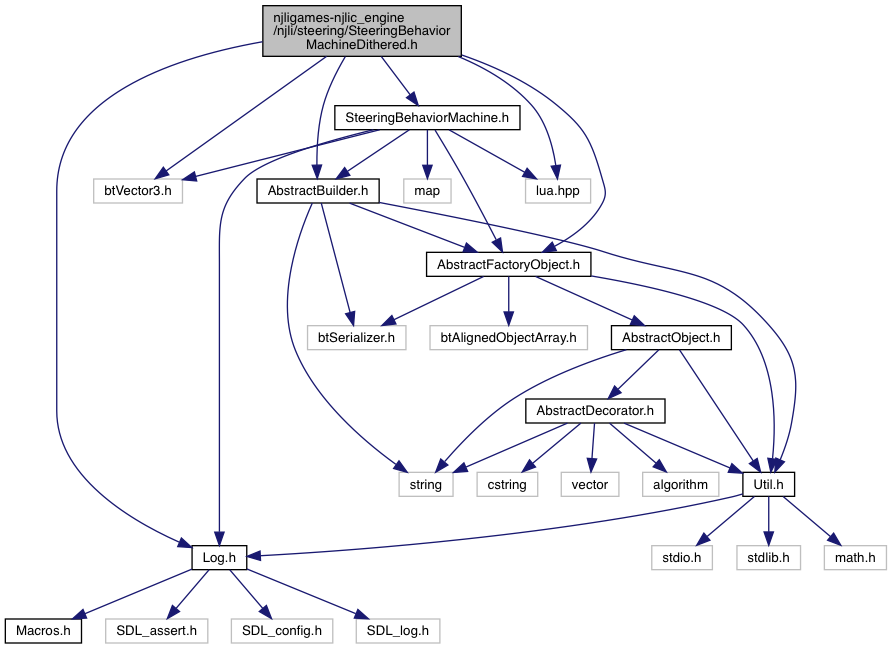 njligames-njlic_engine
/njli/steering/SteeringBehavior
MachineDithered.h
SteeringBehaviorMachine.h
btVector3.h
AbstractBuilder.h
map
lua.hpp
AbstractFactoryObject.h
btSerializer.h
btAlignedObjectArray.h
AbstractObject.h
AbstractDecorator.h
string
cstring
vector
algorithm
Util.h
Log.h
stdio.h
stdlib.h
math.h
Macros.h
SDL_assert.h
SDL_config.h
SDL_log.h